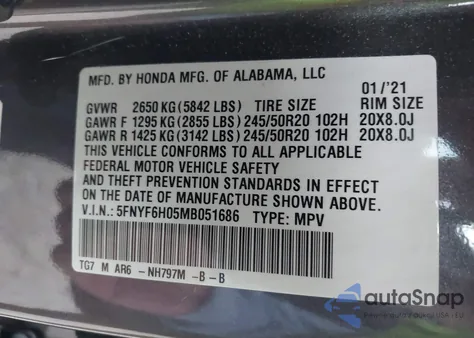 MFD. BY HONDA MFG. OF ALABAMA, LLC 01/'21
GVWR 2650 KG (5842 LBS) TIRE SIZE RIM SIZE
GAWR F 1295 KG (2855 LBS) 245/50R20 102H 20X8.0J
GAWR R 1425 KG (3142 LBS) 245/50R20 102H 20X8.0J
THIS VEHICLE CONFORMS TO ALL APPLICABLE
FEDERAL MOTOR VEHICLE SAFETY
AND THEFT PREVENTION STANDARDS IN EFFECT
ON THE DATE OF MANUFACTURE SHOWN ABOVE.
V.I.N.: 5FNYF6H05MB051686 TYPE: MPV
TG7 M AR6 -NH797M -B -B
autoSnap